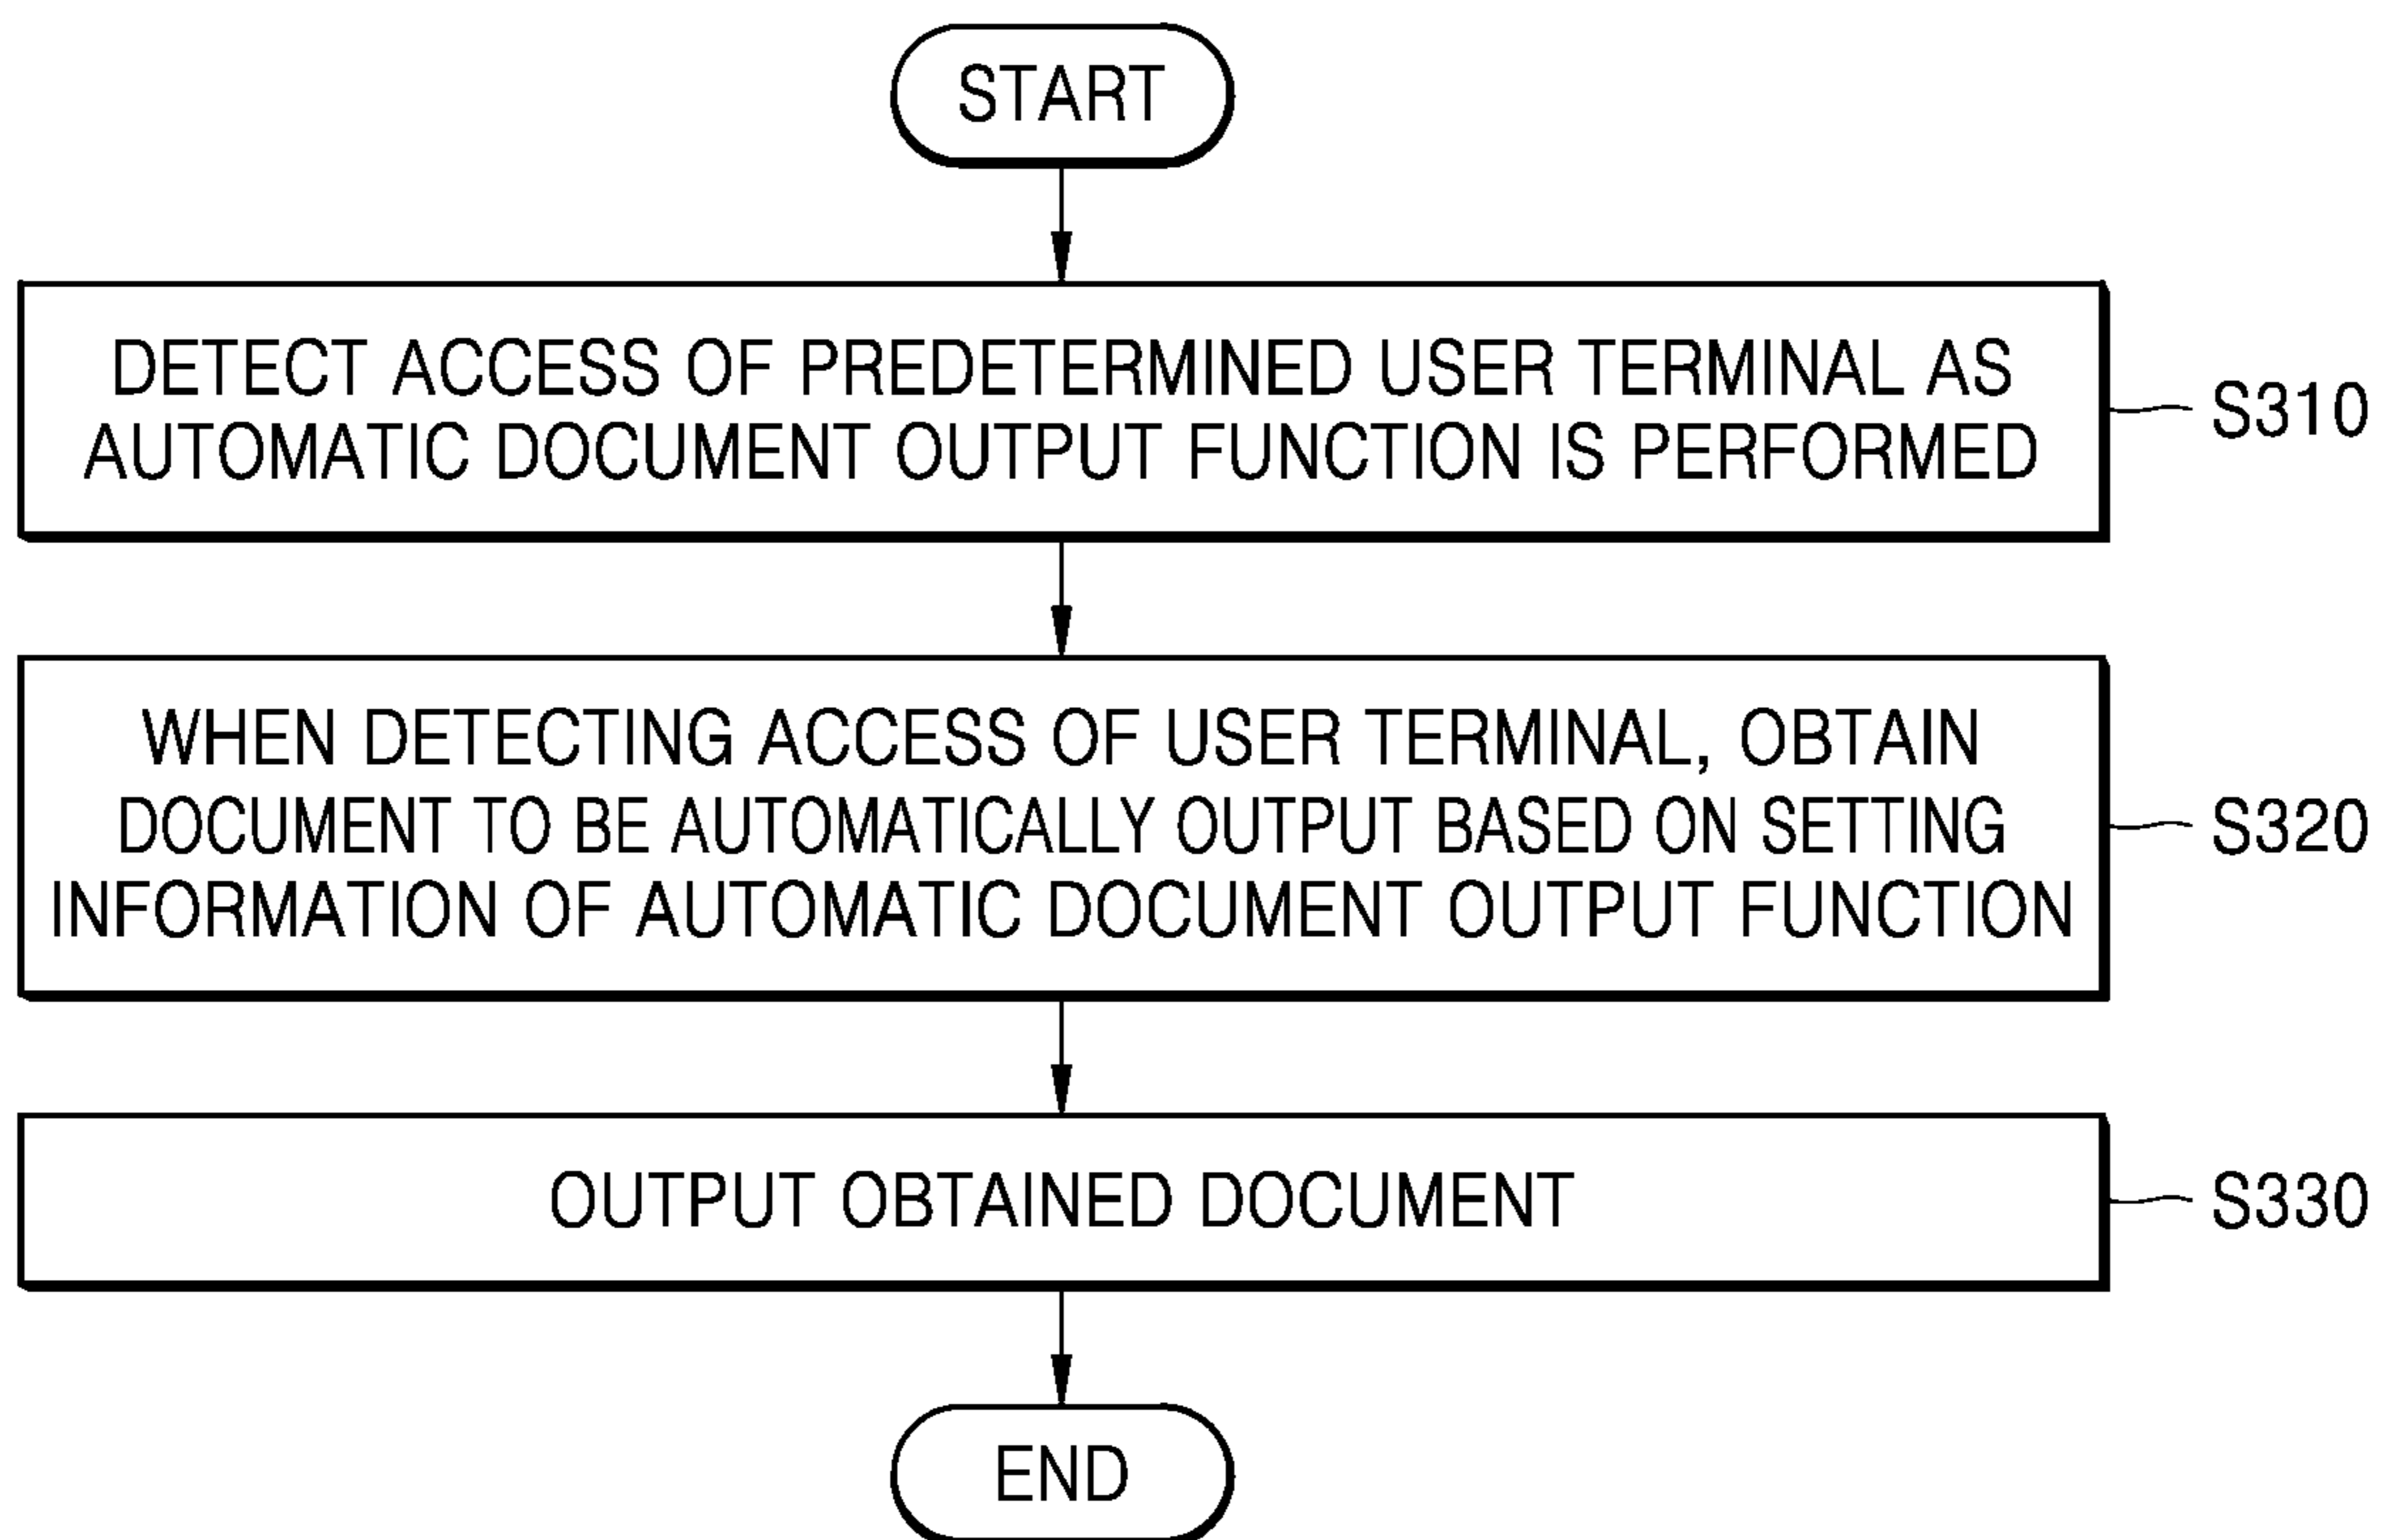 START
DETECT ACCESS OF PREDETERMINED USER TERMINAL AS
AUTOMATIC DOCUMENT OUTPUT FUNCTION IS PERFORMED
S310
WHEN DETECTING ACCESS OF USER TERMINAL, OBTAIN
DOCUMENT TO BE AUTOMATICALLY OUTPUT BASED ON SETTING
INFORMATION OF AUTOMATIC DOCUMENT OUTPUT FUNCTION
S320
OUTPUT OBTAINED DOCUMENT
S330
END